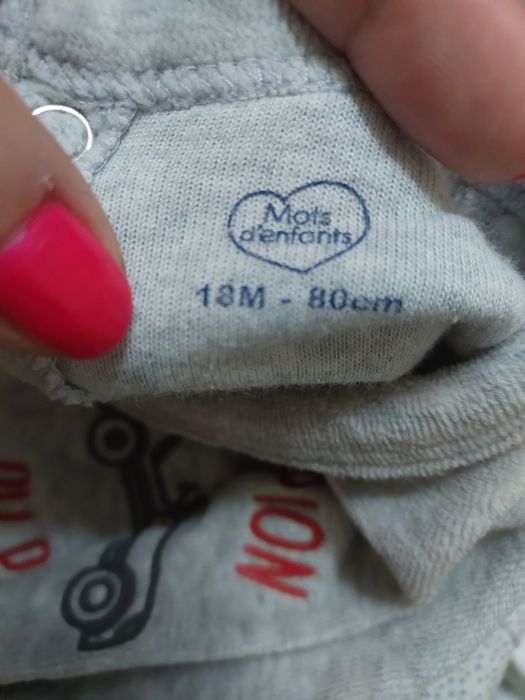 Mots
d'enfants
18M - 80cm